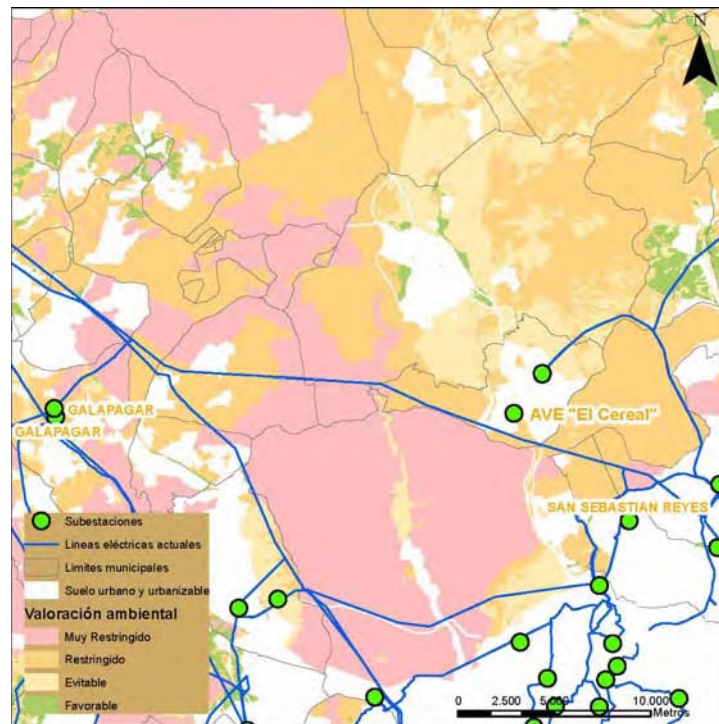 N
GALAPAGAR
GALAPAGAR
AVE "El Cereal"
SAN SEBASTIAN REYES
Subestaciones
Lineas eléctricas actuales
Limites municipales
Suelo urbano y urbanizable
Valoración ambiental
Muy Restringido
Restringido
Evitable
Favorable
0 2.500 5.000 10.000
Metros